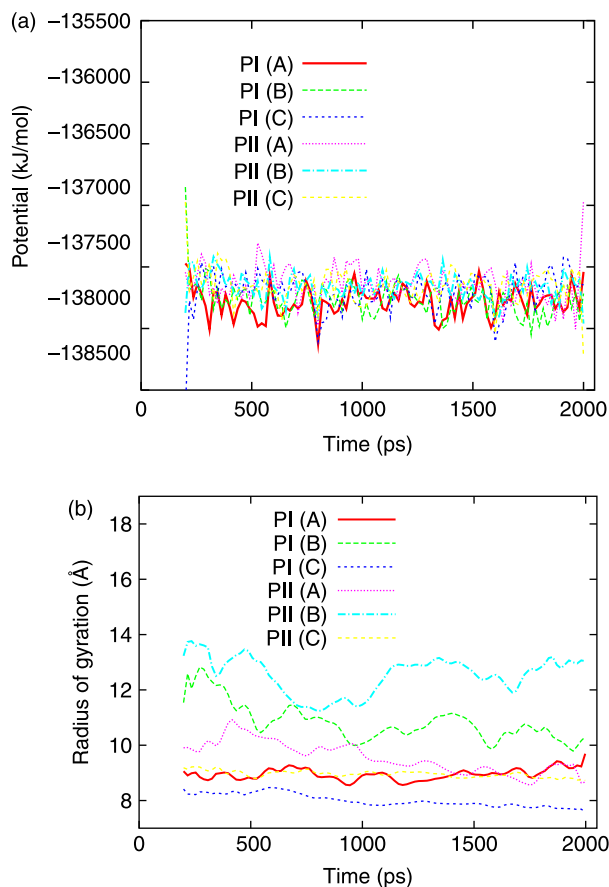 (a)
−135500
−136000
−136500
−137000
−137500
−138000
−138500
Potential (kJ/mol)
PI (A)
PI (B)
PI (C)
PII (A)
PII (B)
PII (C)
0 500 1000 1500 2000
Time (ps)
(b)
18
16
14
12
10
8
Radius of gyration (Å)
PI (A)
PI (B)
PI (C)
PII (A)
PII (B)
PII (C)
0 500 1000 1500 2000
Time (ps)